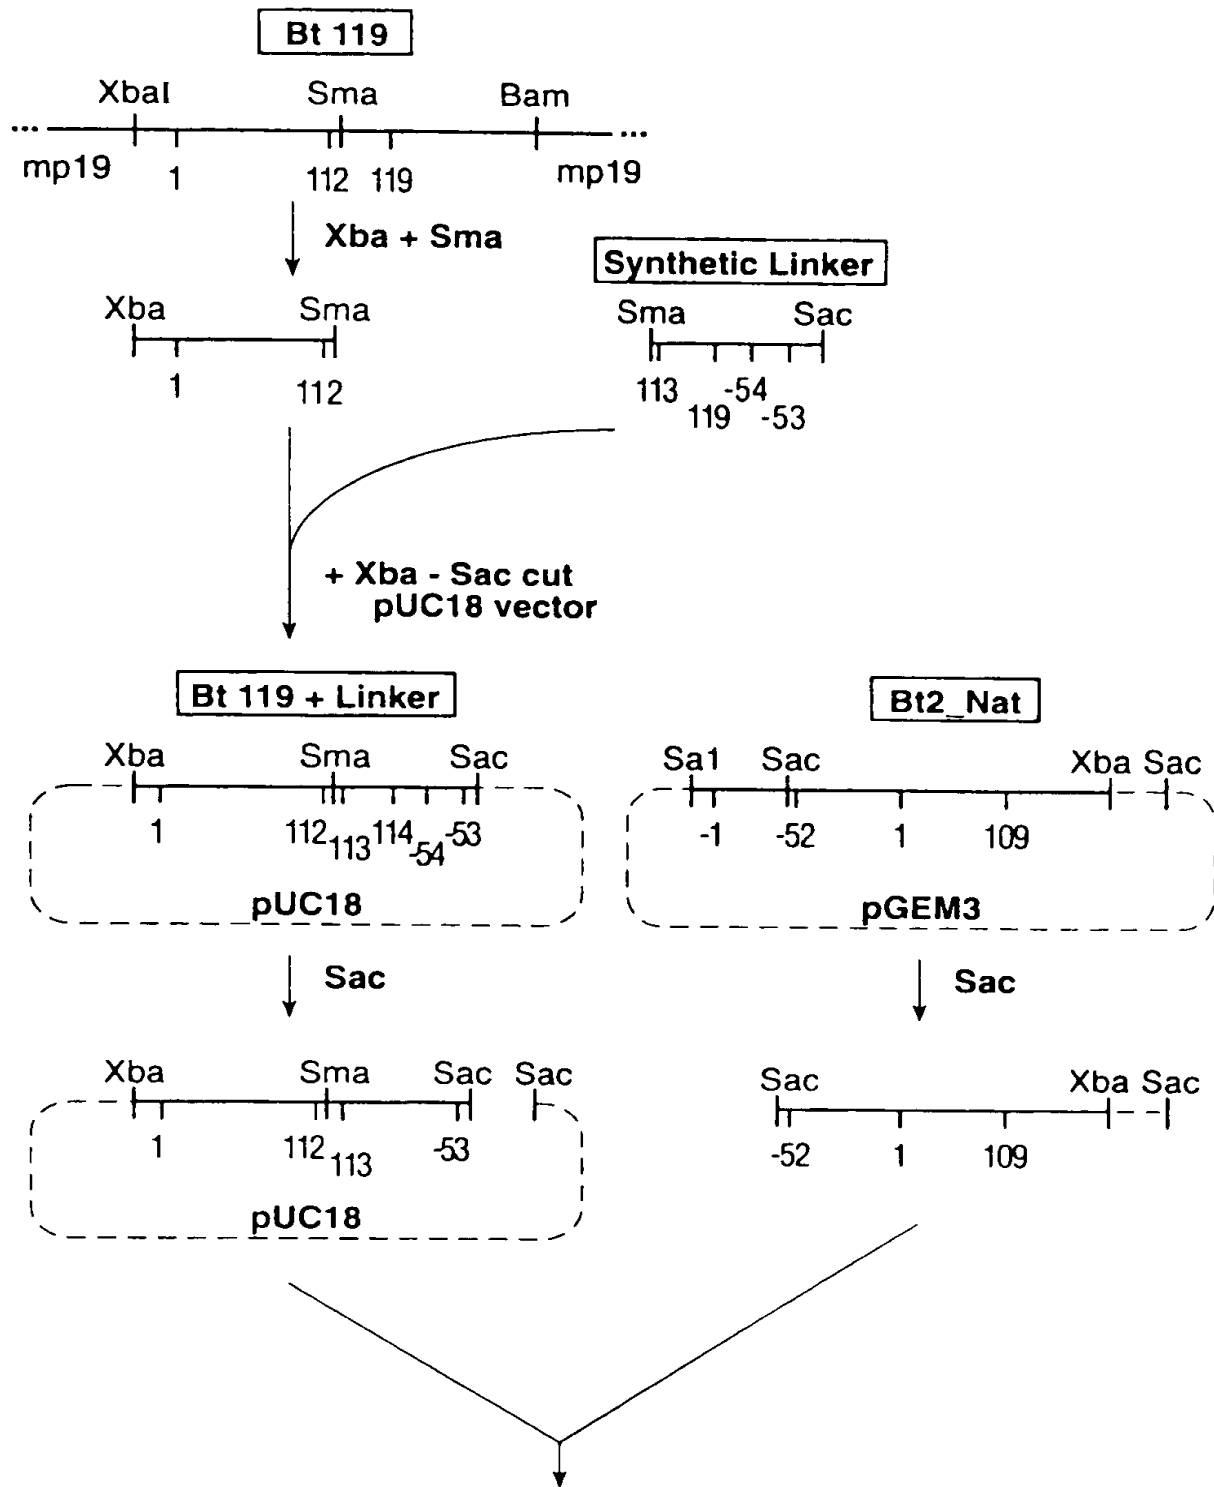 Bt 119
XbaI Sma Bam
... ...
mp19 1 112 119 mp19
Xba + Sma
Synthetic Linker
Xba Sma
Sma Sac
1 112
113 -54
119 -53
+ Xba - Sac cut
pUC18 vector
Bt 119 + Linker
Bt2_Nat
Xba Sma Sac
Sa1 Sac Xba Sac
1 112 113 114 -54 -53
-1 -52 1 109
pUC18
pGEM3
Sac
Sac
Xba Sma Sac Sac
Sac Xba Sac
1 112 113 -53
-52 1 109
pUC18